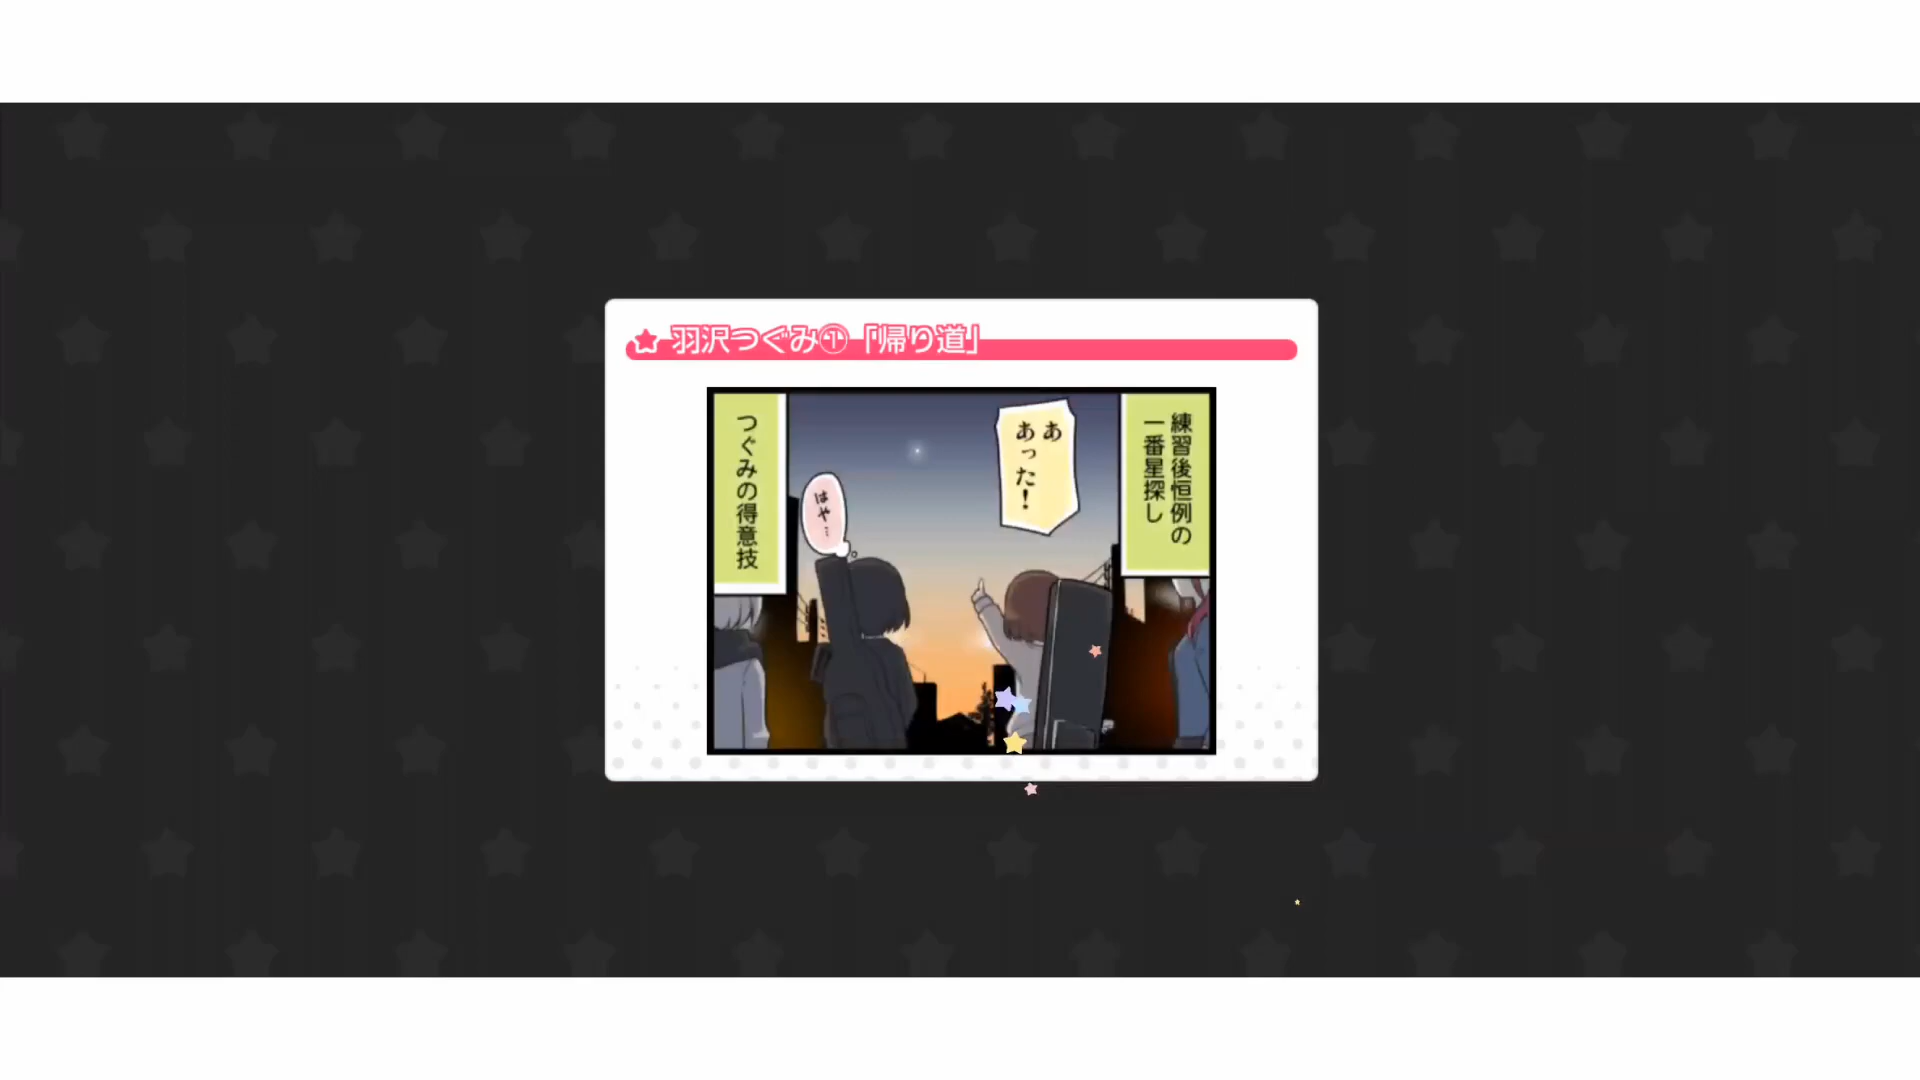 羽沢つぐみ①「帰り道」
練習後恒例の
一番星探し
あ
あった!
はや…
つぐみの得意技